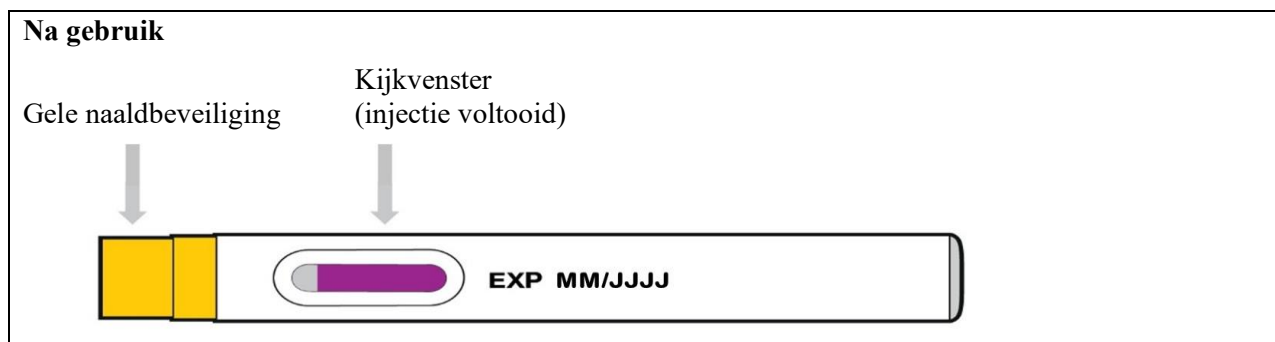 Na gebruik
Kijkvenster
Gele naaldbeveiliging (injectie voltooid)
EXP MM/JJJJ